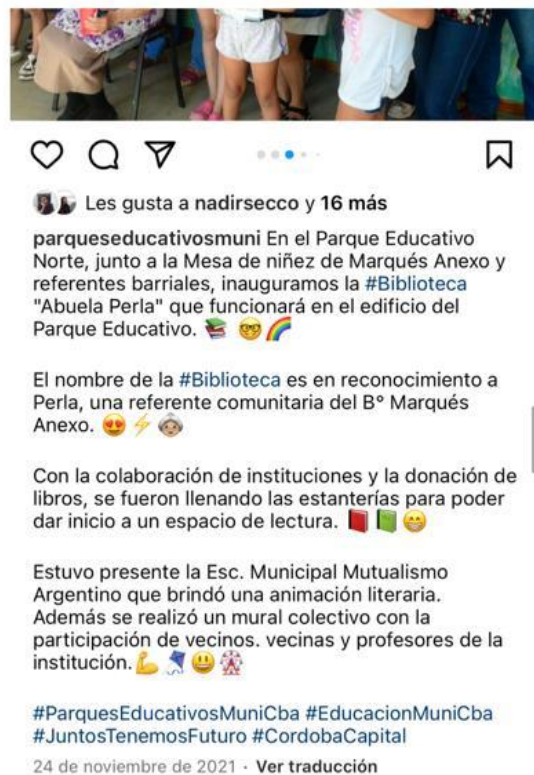 Les gusta a nadirsecco y 16 más
parqueseducativosmuni En el Parque Educativo
Norte, junto a la Mesa de niñez de Marqués Anexo y
referentes barriales, inauguramos la #Biblioteca
"Abuela Perla" que funcionará en el edificio del
Parque Educativo. 📚 🤓🌈
El nombre de la #Biblioteca es en reconocimiento a
Perla, una referente comunitaria del B° Marqués
Anexo. 😍⚡👵🏼
Con la colaboración de instituciones y la donación de
libros, se fueron llenando las estanterías para poder
dar inicio a un espacio de lectura. 📕📗😁
Estuvo presente la Esc. Municipal Mutualismo
Argentino que brindó una animación literaria.
Además se realizó un mural colectivo con la
participación de vecinos. vecinas y profesores de la
institución.💪🪁😃🎡
#ParquesEducativosMuniCba #EducacionMuniCba
#JuntosTenemosFuturo #CordobaCapital
24 de noviembre de 2021 · Ver traducción